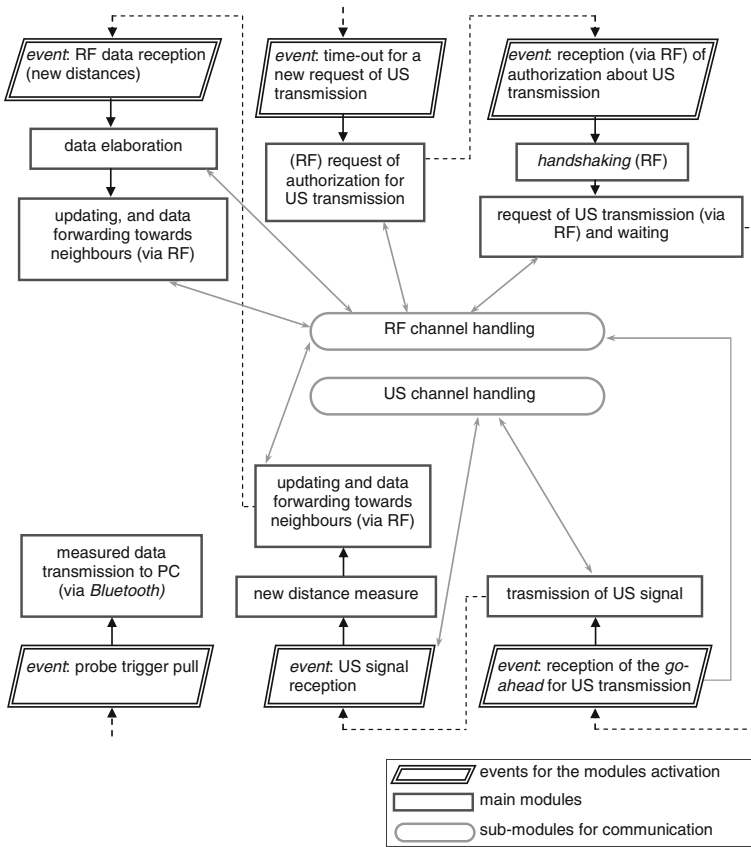 event: RF data reception
(new distances)
event: time-out for a
new request of US
transmission
event: reception (via RF) of
authorization about US
transmission
data elaboration
(RF) request of
authorization for
US transmission
handshaking (RF)
updating, and data
forwarding towards
neighbours (via RF)
request of US transmission (via
RF) and waiting
RF channel handling
US channel handling
updating and data
forwarding towards
neighbours (via RF)
measured data
transmission to PC
(via Bluetooth)
new distance measure
trasmission of US signal
event: probe trigger pull
event: US signal
reception
event: reception of the go-
ahead for US transmission
events for the modules activation
main modules
sub-modules for communication